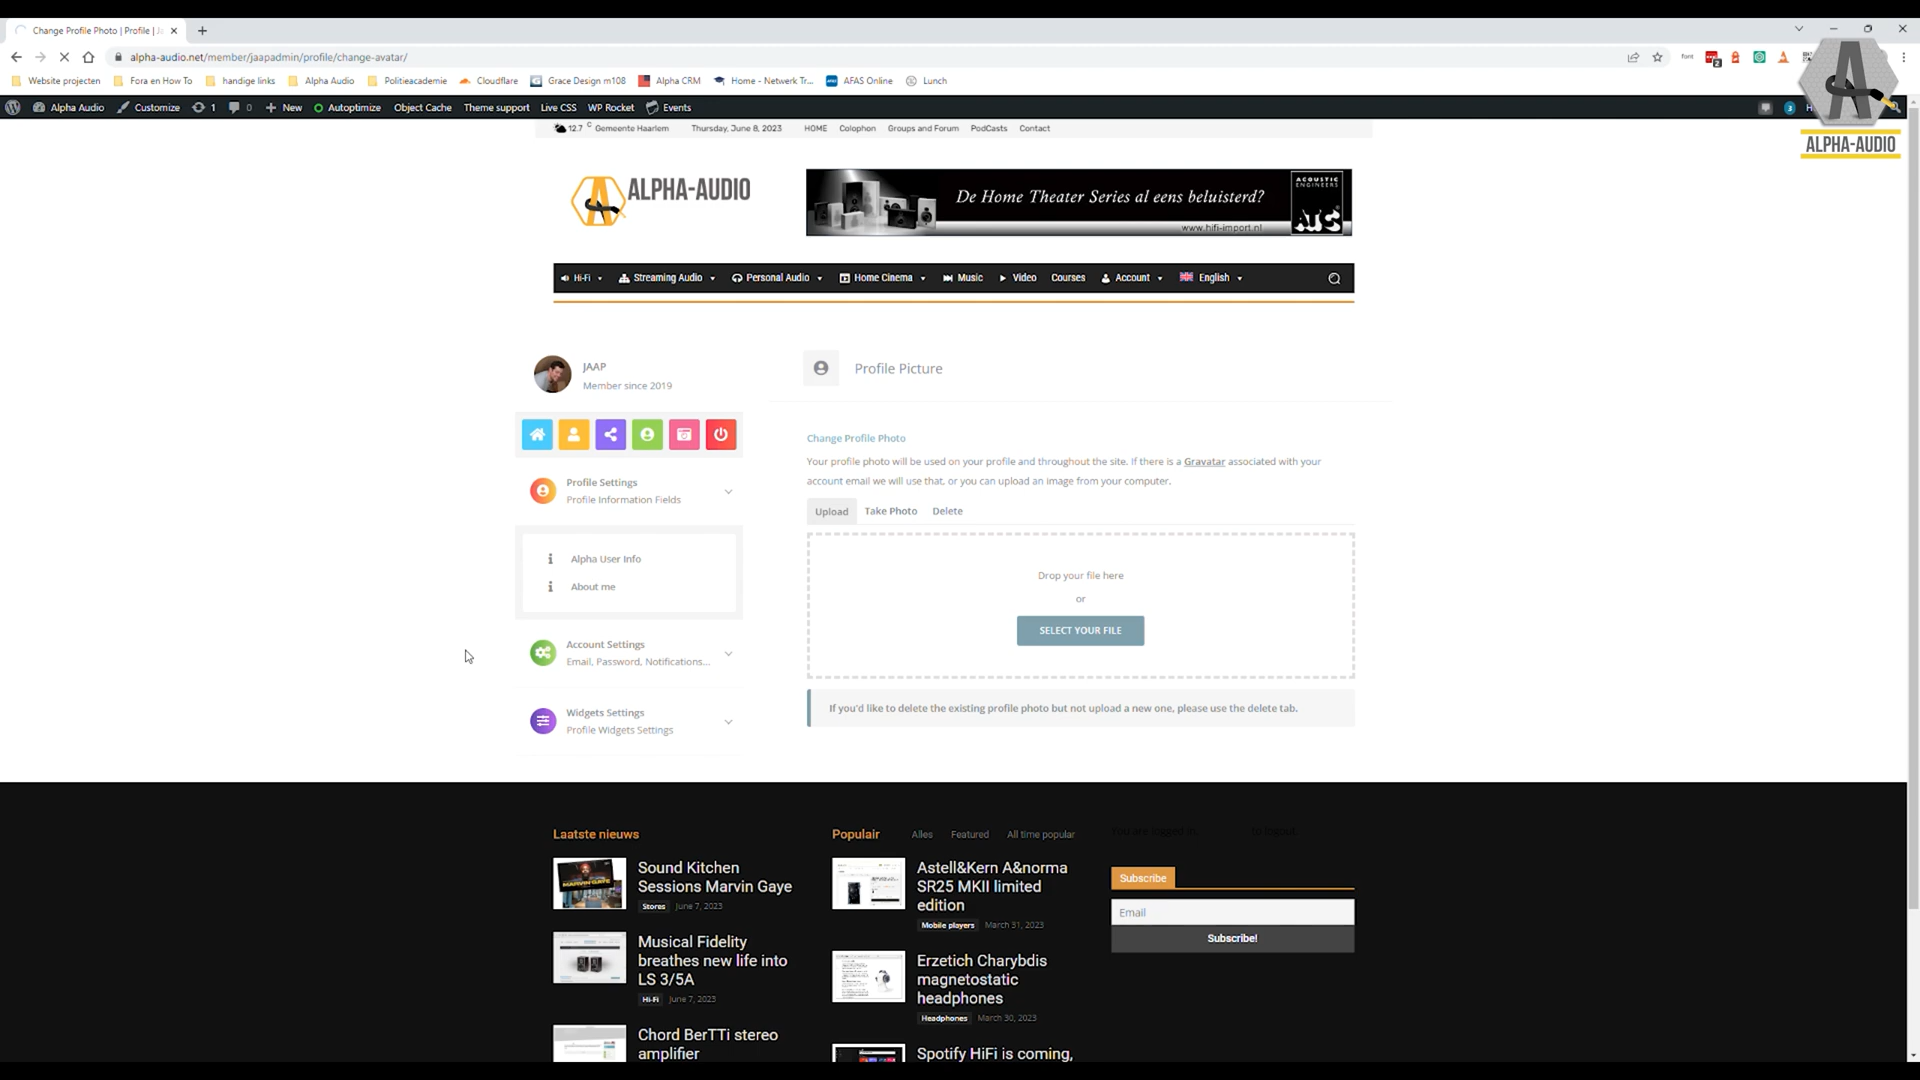 Change Profile Photo | Profile |
alpha-audio.net/member/jaapadmin/profile/change-avatar/
Website projecten Fora en How To handige links Alpha Audio Politieacademie Cloudflare Grace Design m108 Alpha CRM Home - Netwerk Tr... AFAS Online Lunch
Alpha Audio Customize 1 0 New Autoptimize Object Cache Theme support Live CSS WP Rocket Events 3
12.7 C Gemeente Haarlem Thursday, June 8, 2023 HOME Colophon Groups and Forum PodCasts Contact
ALPHA-AUDIO
ALPHA-AUDIO
De Home Theater Series al eens beluisterd?
www.hifi-import.nl
ACOUSTIC
ENGINEERS
ATC
Hi-Fi Streaming Audio Personal Audio Home Cinema Music Video Courses Account English
JAAP
Member since 2019
Profile Settings
Profile Information Fields
Alpha User Info
About me
Account Settings
Email, Password, Notifications...
Widgets Settings
Profile Widgets Settings
Profile Picture
Change Profile Photo
Your profile photo will be used on your profile and throughout the site. If there is a Gravatar associated with your
account email we will use that, or you can upload an image from your computer.
Upload Take Photo Delete
Drop your file here
or
SELECT YOUR FILE
If you'd like to delete the existing profile photo but not upload a new one, please use the delete tab.
Laatste nieuws
Sound Kitchen
Sessions Marvin Gaye
Stores June 7, 2023
Musical Fidelity
breathes new life into
LS 3/5A
Hi-Fi June 7, 2023
Chord BerTTi stereo
amplifier
Populair Alles Featured All time popular
Astell&Kern A&norma
SR25 MKII limited
edition
Mobile players March 31, 2023
Erzetich Charybdis
magnetostatic
headphones
Headphones March 30, 2023
Spotify HiFi is coming,
You are logged in to logout
Subscribe
Email
Subscribe!